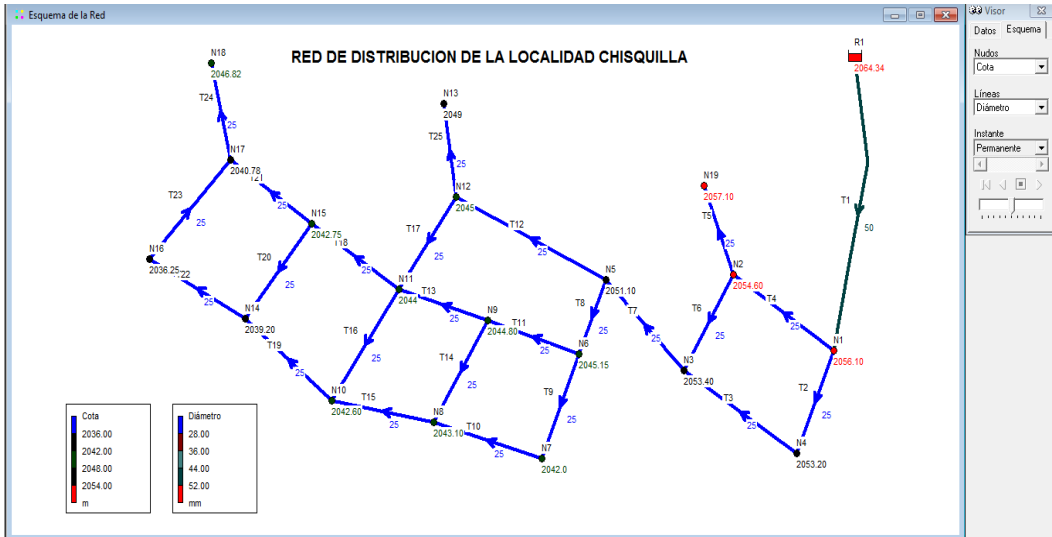 Esquema de la Red
RED DE DISTRIBUCION DE LA LOCALIDAD CHISQUILLA
N18
2046.82
T24
25
N17
2040.78
T23
25
T21
25
N16
2036.25
T22
25
N15
2042.75
T20
25
T18
25
N14
2039.20
T19
25
N13
2049
T25
25
N12
2045
T17
25
T12
25
N11
2044
T13
25
T16
25
N9
2044.80
T11
25
T14
25
N10
2042.60
T15
25
N8
2043.10
T10
25
N5
2051.10
T8
25
T7
25
N6
2045.15
T9
25
N7
2042.0
N19
2057.10
T5
25
N2
2054.60
T4
25
T6
25
N3
2053.40
T3
25
R1
2064.34
T1
50
N1
2056.10
T2
25
N4
2053.20
Cota
2036.00
2042.00
2048.00
2054.00
m
Diámetro
28.00
36.00
44.00
52.00
mm
Visor
Datos
Esquema
Nudos
Cota
Líneas
Diámetro
Instante
Permanente